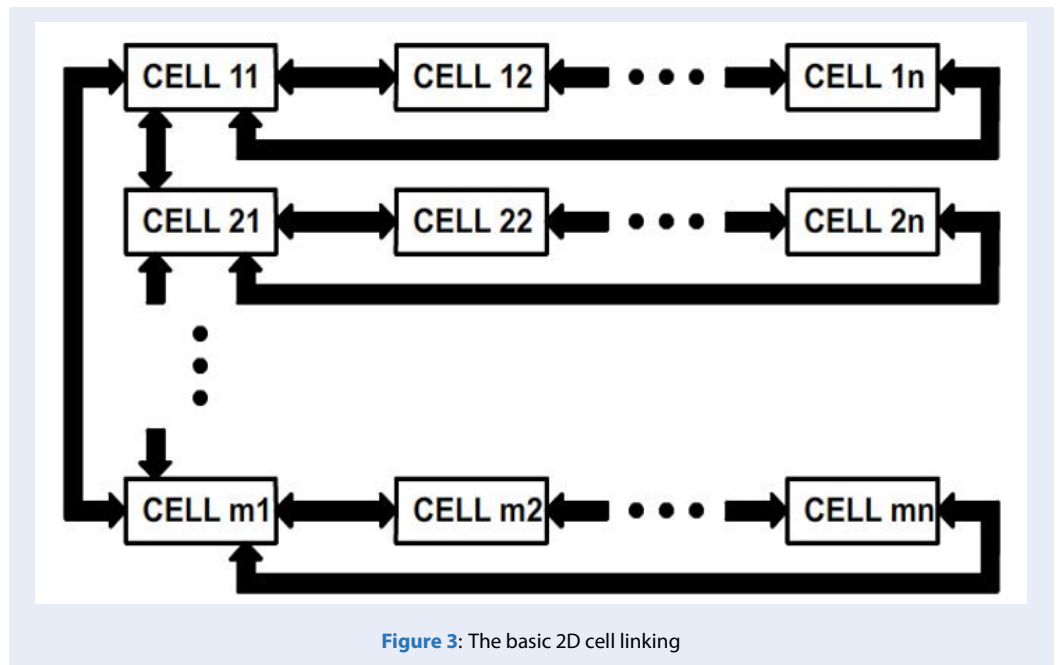 CELL 11 CELL 12 CELL 1n
CELL 21 CELL 22 CELL 2n
CELL m1 CELL m2 CELL mn
Figure 3: The basic 2D cell linking